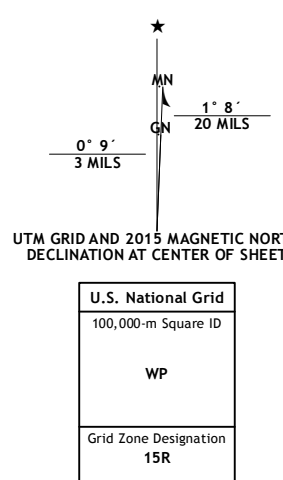 MN
GN
1° 8´
20 MILS
0° 9´
3 MILS
UTM GRID AND 2015 MAGNETIC NORT
DECLINATION AT CENTER OF SHEET
U.S. National Grid
100,000-m Square ID
WP
Grid Zone Designation
15R